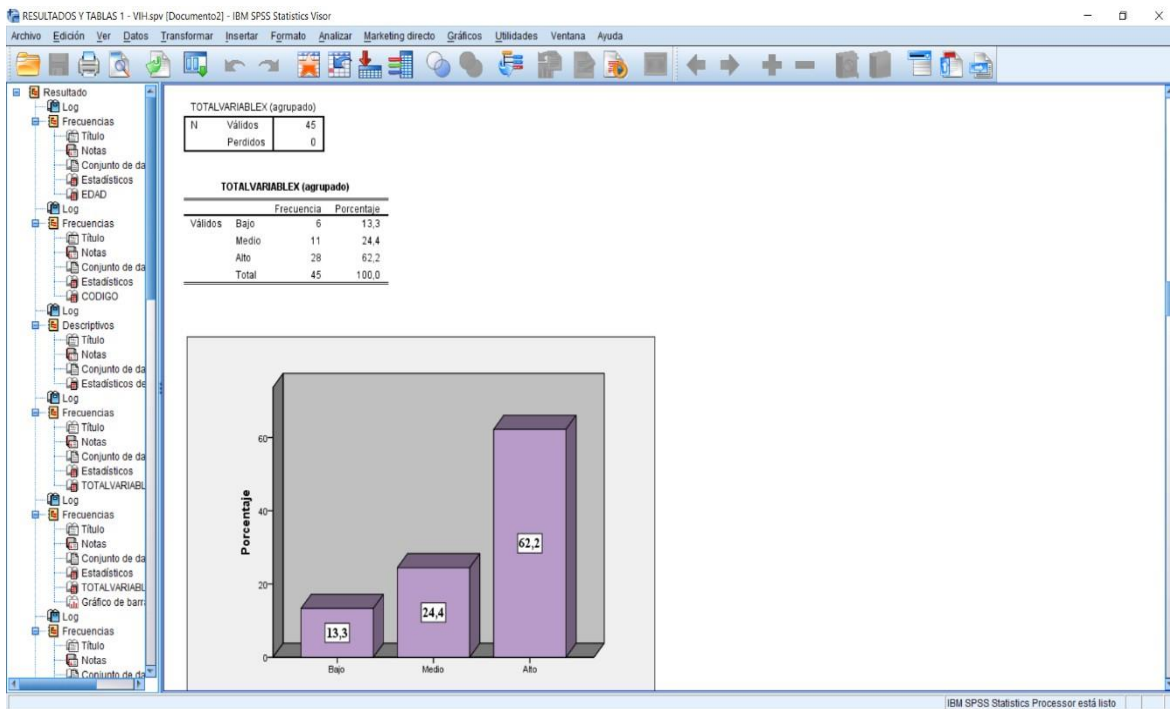 RESULTADOS Y TABLAS 1 - VIH.spv [Documento2] - IBM SPSS Statistics Visor
Archivo Edición Ver Datos Transformar Insertar Formato Analizar Marketing directo Gráficos Utilidades Ventana Ayuda
Resultado
Log
Frecuencias
Título
Notas
Conjunto de da
Estadísticos
EDAD
Log
Frecuencias
Título
Notas
Conjunto de da
Estadísticos
CODIGO
Log
Descriptivos
Título
Notas
Conjunto de da
Estadísticos de
Log
Frecuencias
Título
Notas
Conjunto de da
Estadísticos
TOTALVARIABL
Log
Frecuencias
Título
Notas
Conjunto de da
Estadísticos
TOTALVARIABL
Gráfico de barr
Log
Frecuencias
Título
Notas
Conjunto de da
TOTALVARIABLEX (agrupado)
N Válidos 45
Perdidos 0
TOTALVARIABLEX (agrupado)
Frecuencia Porcentaje
Válidos Bajo 6 13,3
Medio 11 24,4
Alto 28 62,2
Total 45 100,0
Porcentaje
60
40
20
0
13,3
24,4
62,2
Bajo Medio Alto
IBM SPSS Statistics Processor está listo